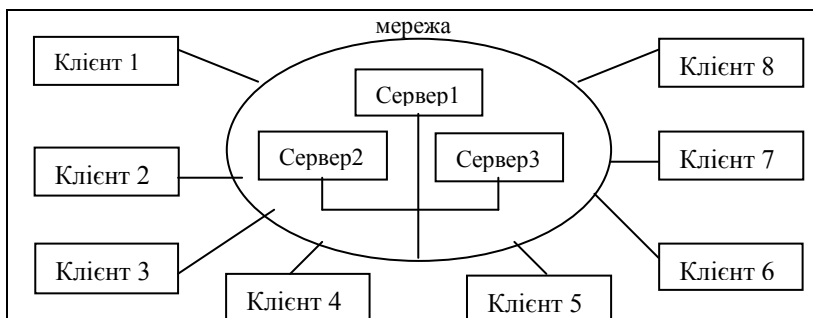 мережа
Клієнт 1
Клієнт 8
Сервер1
Клієнт 2
Сервер2
Сервер3
Клієнт 7
Клієнт 3
Клієнт 6
Клієнт 4
Клієнт 5